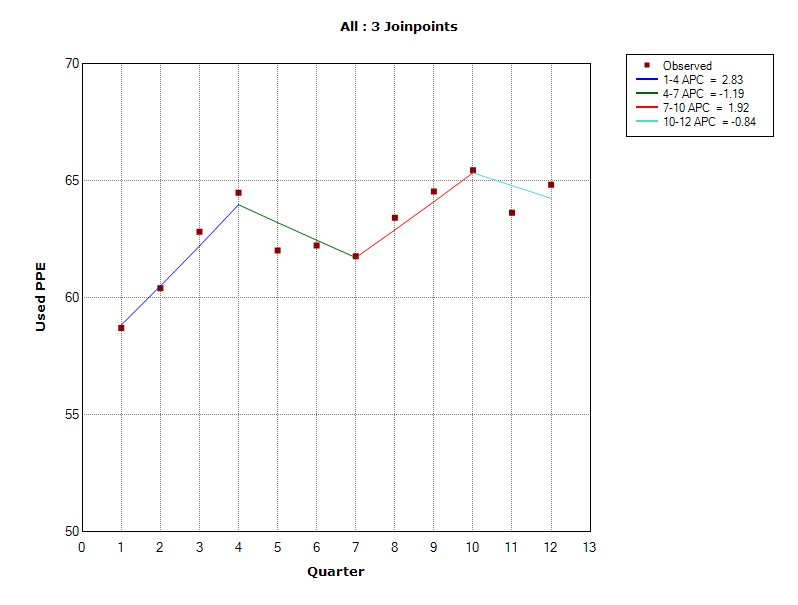 All : 3 Joinpoints
Observed
1-4 APC = 2.83
4-7 APC = -1.19
7-10 APC = 1.92
10-12 APC = -0.84
70
65
60
55
50
Used PPE
0 1 2 3 4 5 6 7 8 9 10 11 12 13
Quarter